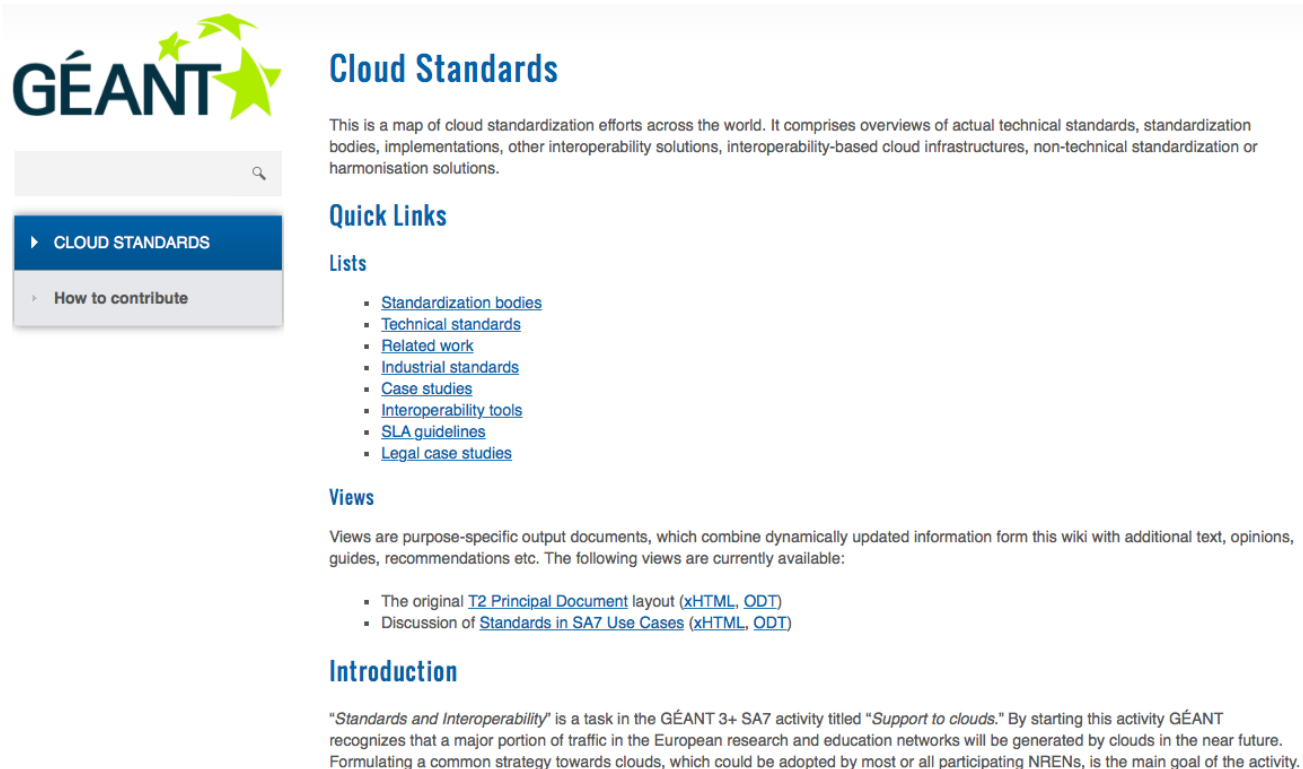 GÉANT
CLOUD STANDARDS
How to contribute
Cloud Standards
This is a map of cloud standardization efforts across the world. It comprises overviews of actual technical standards, standardization
bodies, implementations, other interoperability solutions, interoperability-based cloud infrastructures, non-technical standardization or
harmonisation solutions.
Quick Links
Lists
Standardization bodies
Technical standards
Related work
Industrial standards
Case studies
Interoperability tools
SLA guidelines
Legal case studies
Views
Views are purpose-specific output documents, which combine dynamically updated information form this wiki with additional text, opinions,
guides, recommendations etc. The following views are currently available:
The original T2 Principal Document layout (xHTML, ODT)
Discussion of Standards in SA7 Use Cases (xHTML, ODT)
Introduction
“Standards and Interoperability” is a task in the GÉANT 3+ SA7 activity titled “Support to clouds.” By starting this activity GÉANT
recognizes that a major portion of traffic in the European research and education networks will be generated by clouds in the near future.
Formulating a common strategy towards clouds, which could be adopted by most or all participating NRENs, is the main goal of the activity.